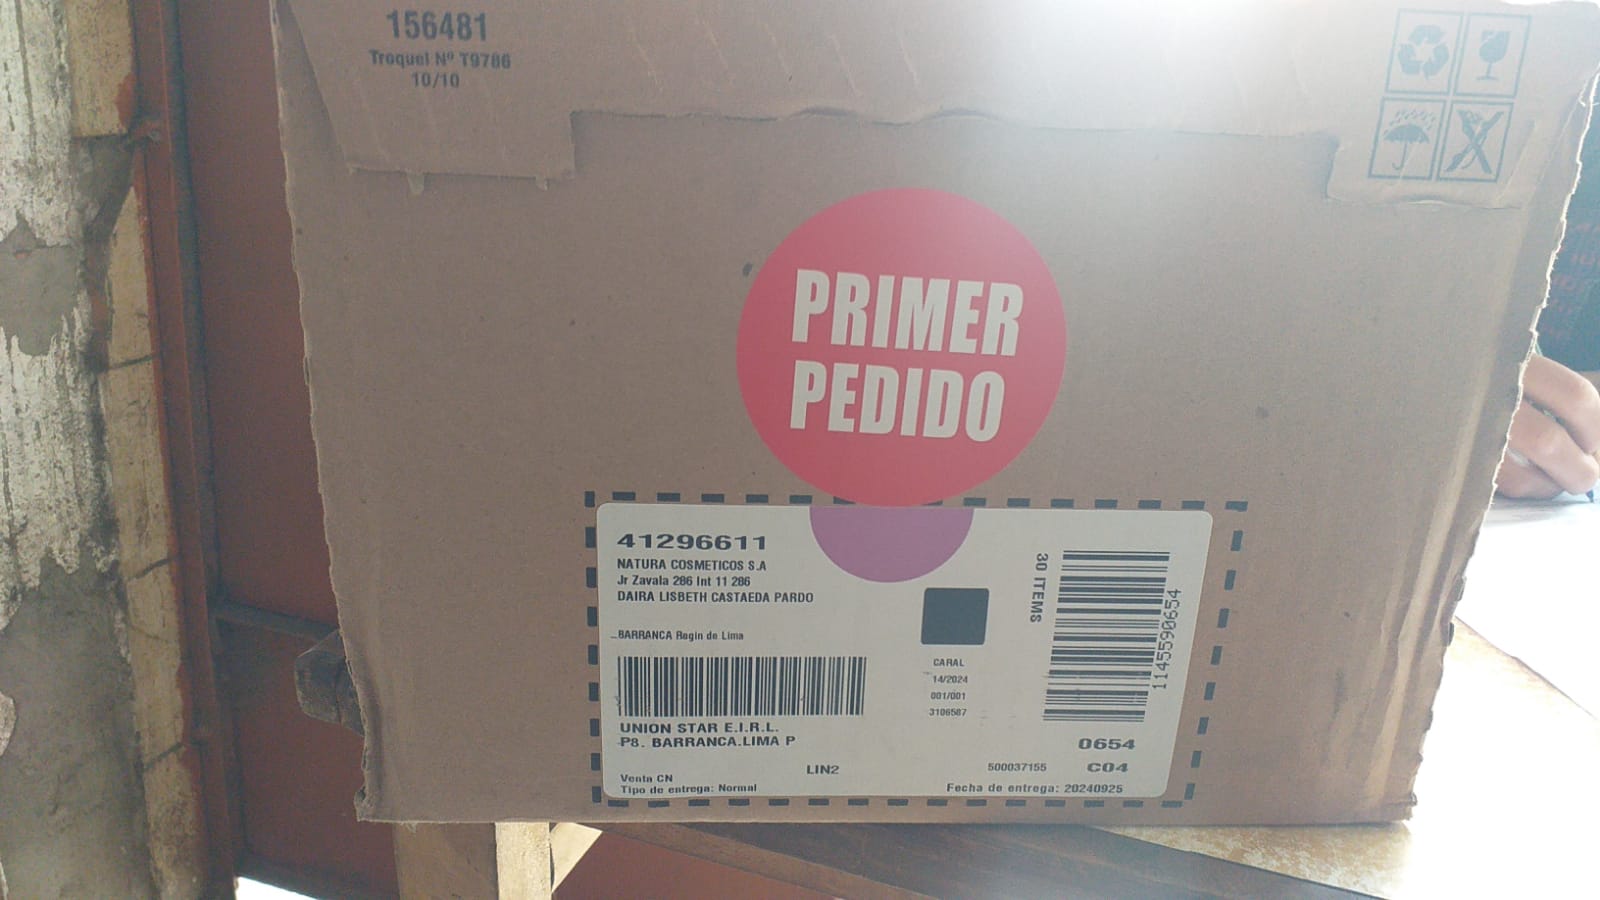 156481
Troquel Nº T9786
10/10
PRIMER
PEDIDO
41296611
NATURA COSMETICOS S.A
Jr Zavala 286 Int 11 286
DAIRA LISBETH CASTAEDA PARDO
BARRANCA Regin de Lima
UNION STAR E.I.R.L.
P8. BARRANCA.LIMA P
Venta CN
Tipo de entrega: Normal
LIN2
CARAL
14/2024
001/001
3106587
30 ITEMS
1145590654
0654
500037155 C04
Fecha de entrega: 20240925